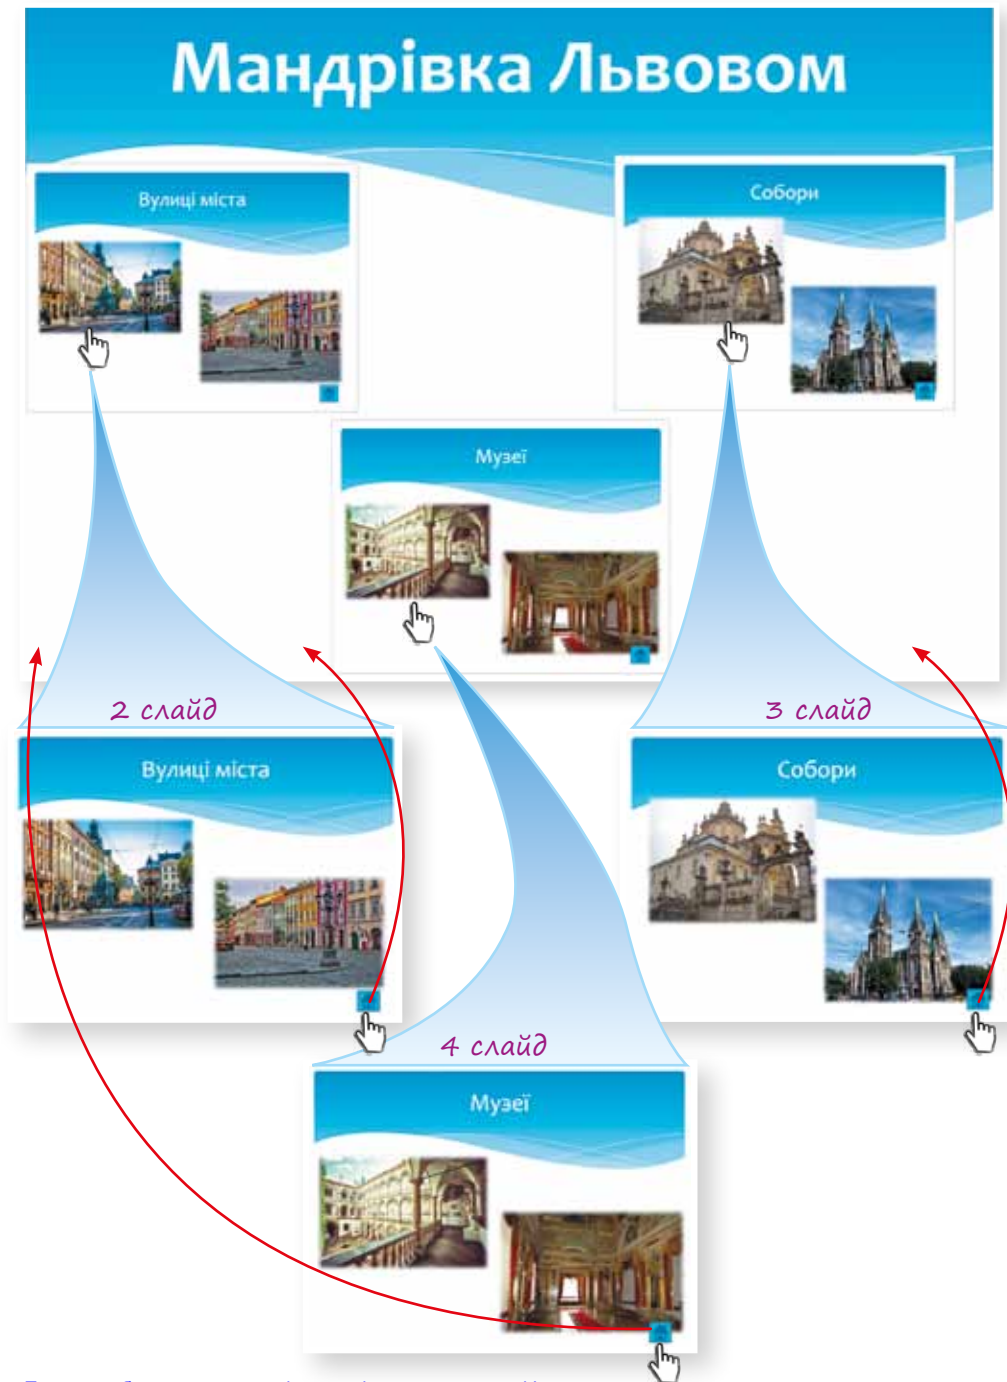 Мандрівка Львовом
Вулиці міста
Собори
Музеї
2 слайд
3 слайд
Вулиці міста
Собори
4 слайд
Музеї